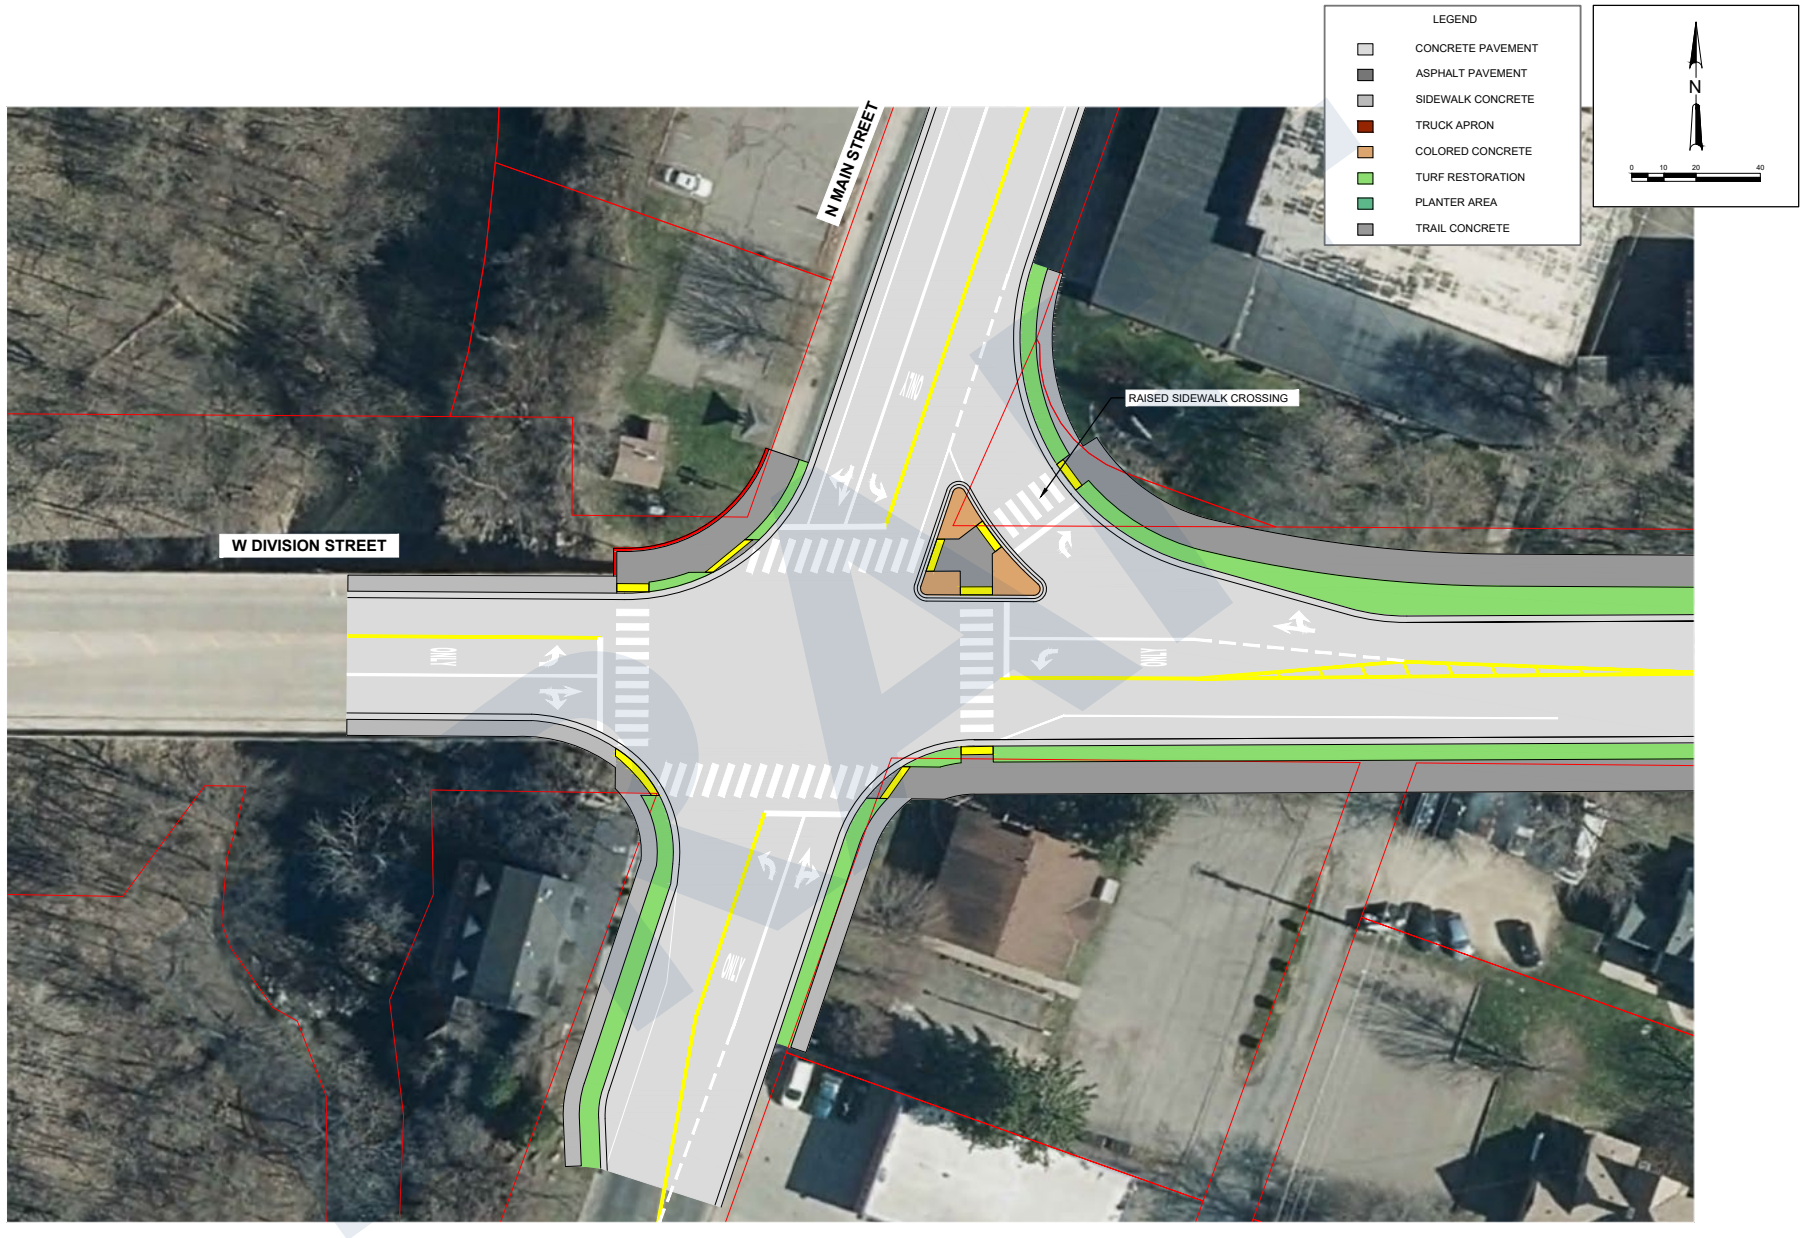 LEGEND
CONCRETE PAVEMENT
ASPHALT PAVEMENT
SIDEWALK CONCRETE
TRUCK APRON
COLORED CONCRETE
TURF RESTORATION
PLANTER AREA
TRAIL CONCRETE
N
0 10 20 40
N MAIN STREET
ONLY
RAISED SIDEWALK CROSSING
W DIVISION STREET
ONLY
ONLY
ONLY